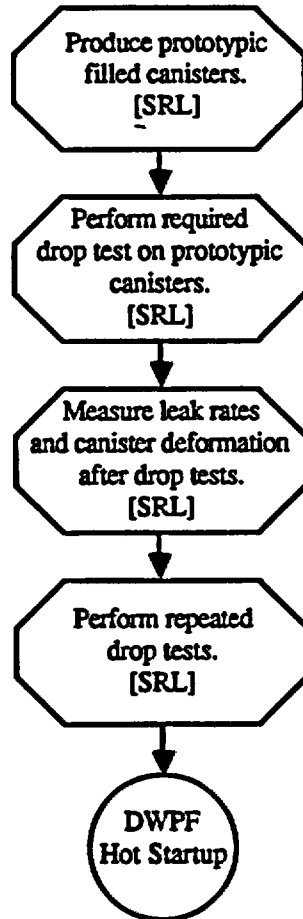 Produce prototypic
filled canisters.
[SRL]
Perform required
drop test on prototypic
canisters.
[SRL]
Measure leak rates
and canister deformation
after drop tests.
[SRL]
Perform repeated
drop tests.
[SRL]
DWPF
Hot Startup